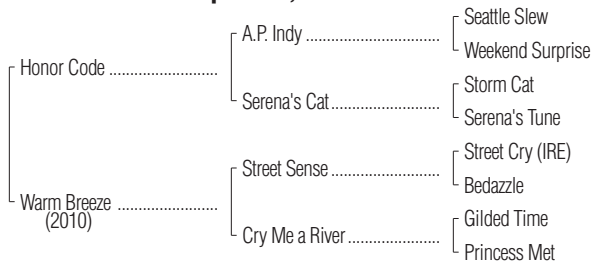 Seattle Slew
A.P. Indy
Weekend Surprise
Honor Code
Storm Cat
Serena's Cat
Serena's Tune
Street Cry (IRE)
Street Sense
Bedazzle
Warm Breeze
(2010)
Gilded Time
Cry Me a River
Princess Met